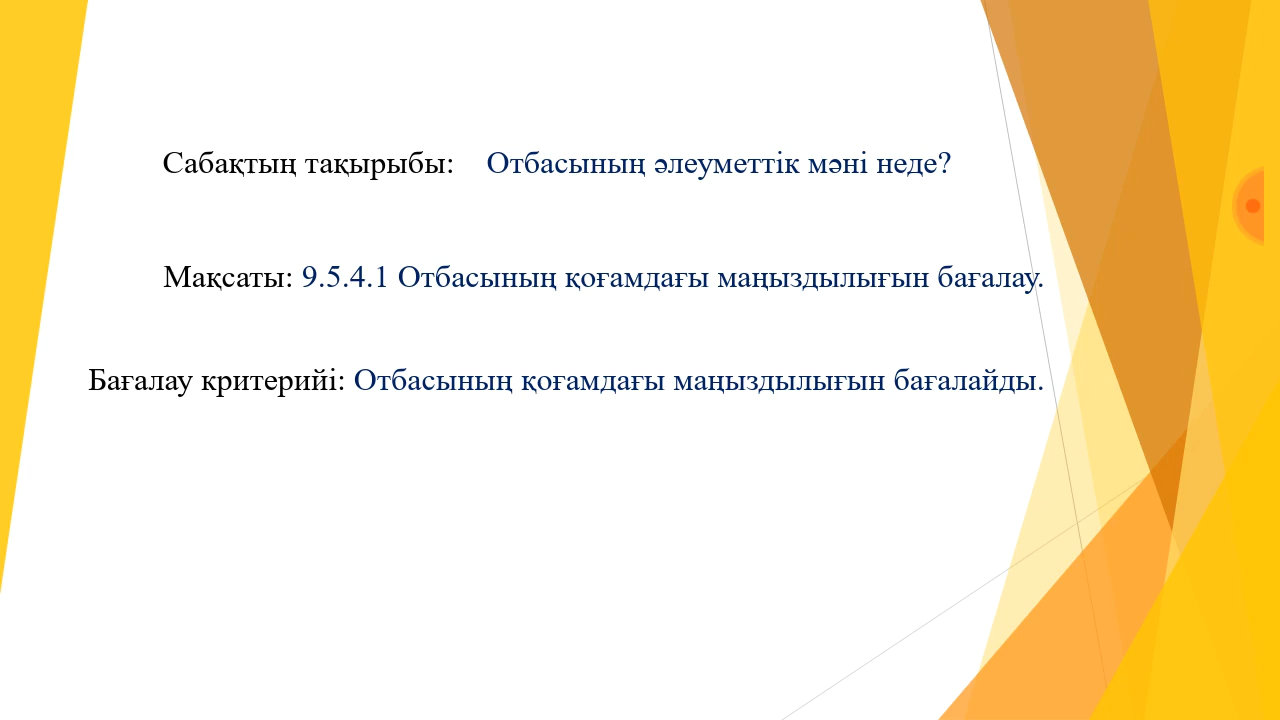 Сабақтың тақырыбы: Отбасының әлеуметтік мәні неде?
Мақсаты: 9.5.4.1 Отбасының қоғамдағы маңыздылығын бағалау.
Бағалау критерийі: Отбасының қоғамдағы маңыздылығын бағалайды.